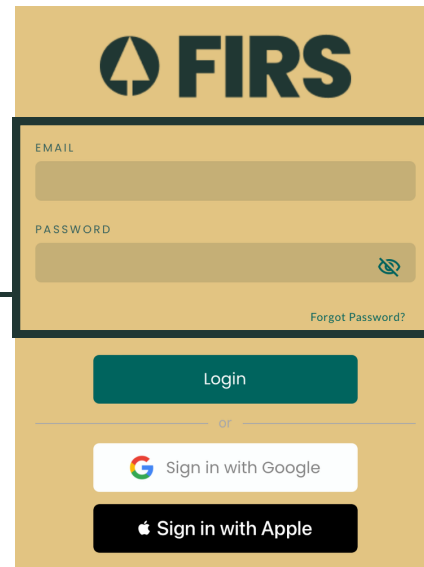 FIRS
EMAIL
PASSWORD
Forgot Password?
Login
or
Sign in with Google
Sign in with Apple